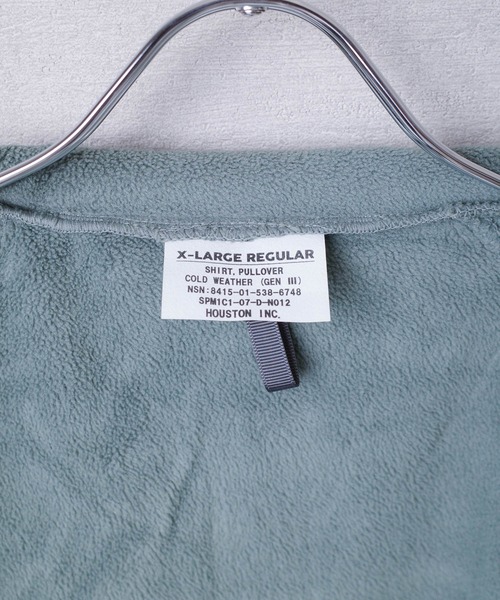 X-LARGE REGULAR
SHIRT, PULLOVER
COLD WEATHER (GEN III)
NSN:8415-01-538-6748
SPM1C1-07-D-N012
HOUSTON INC.